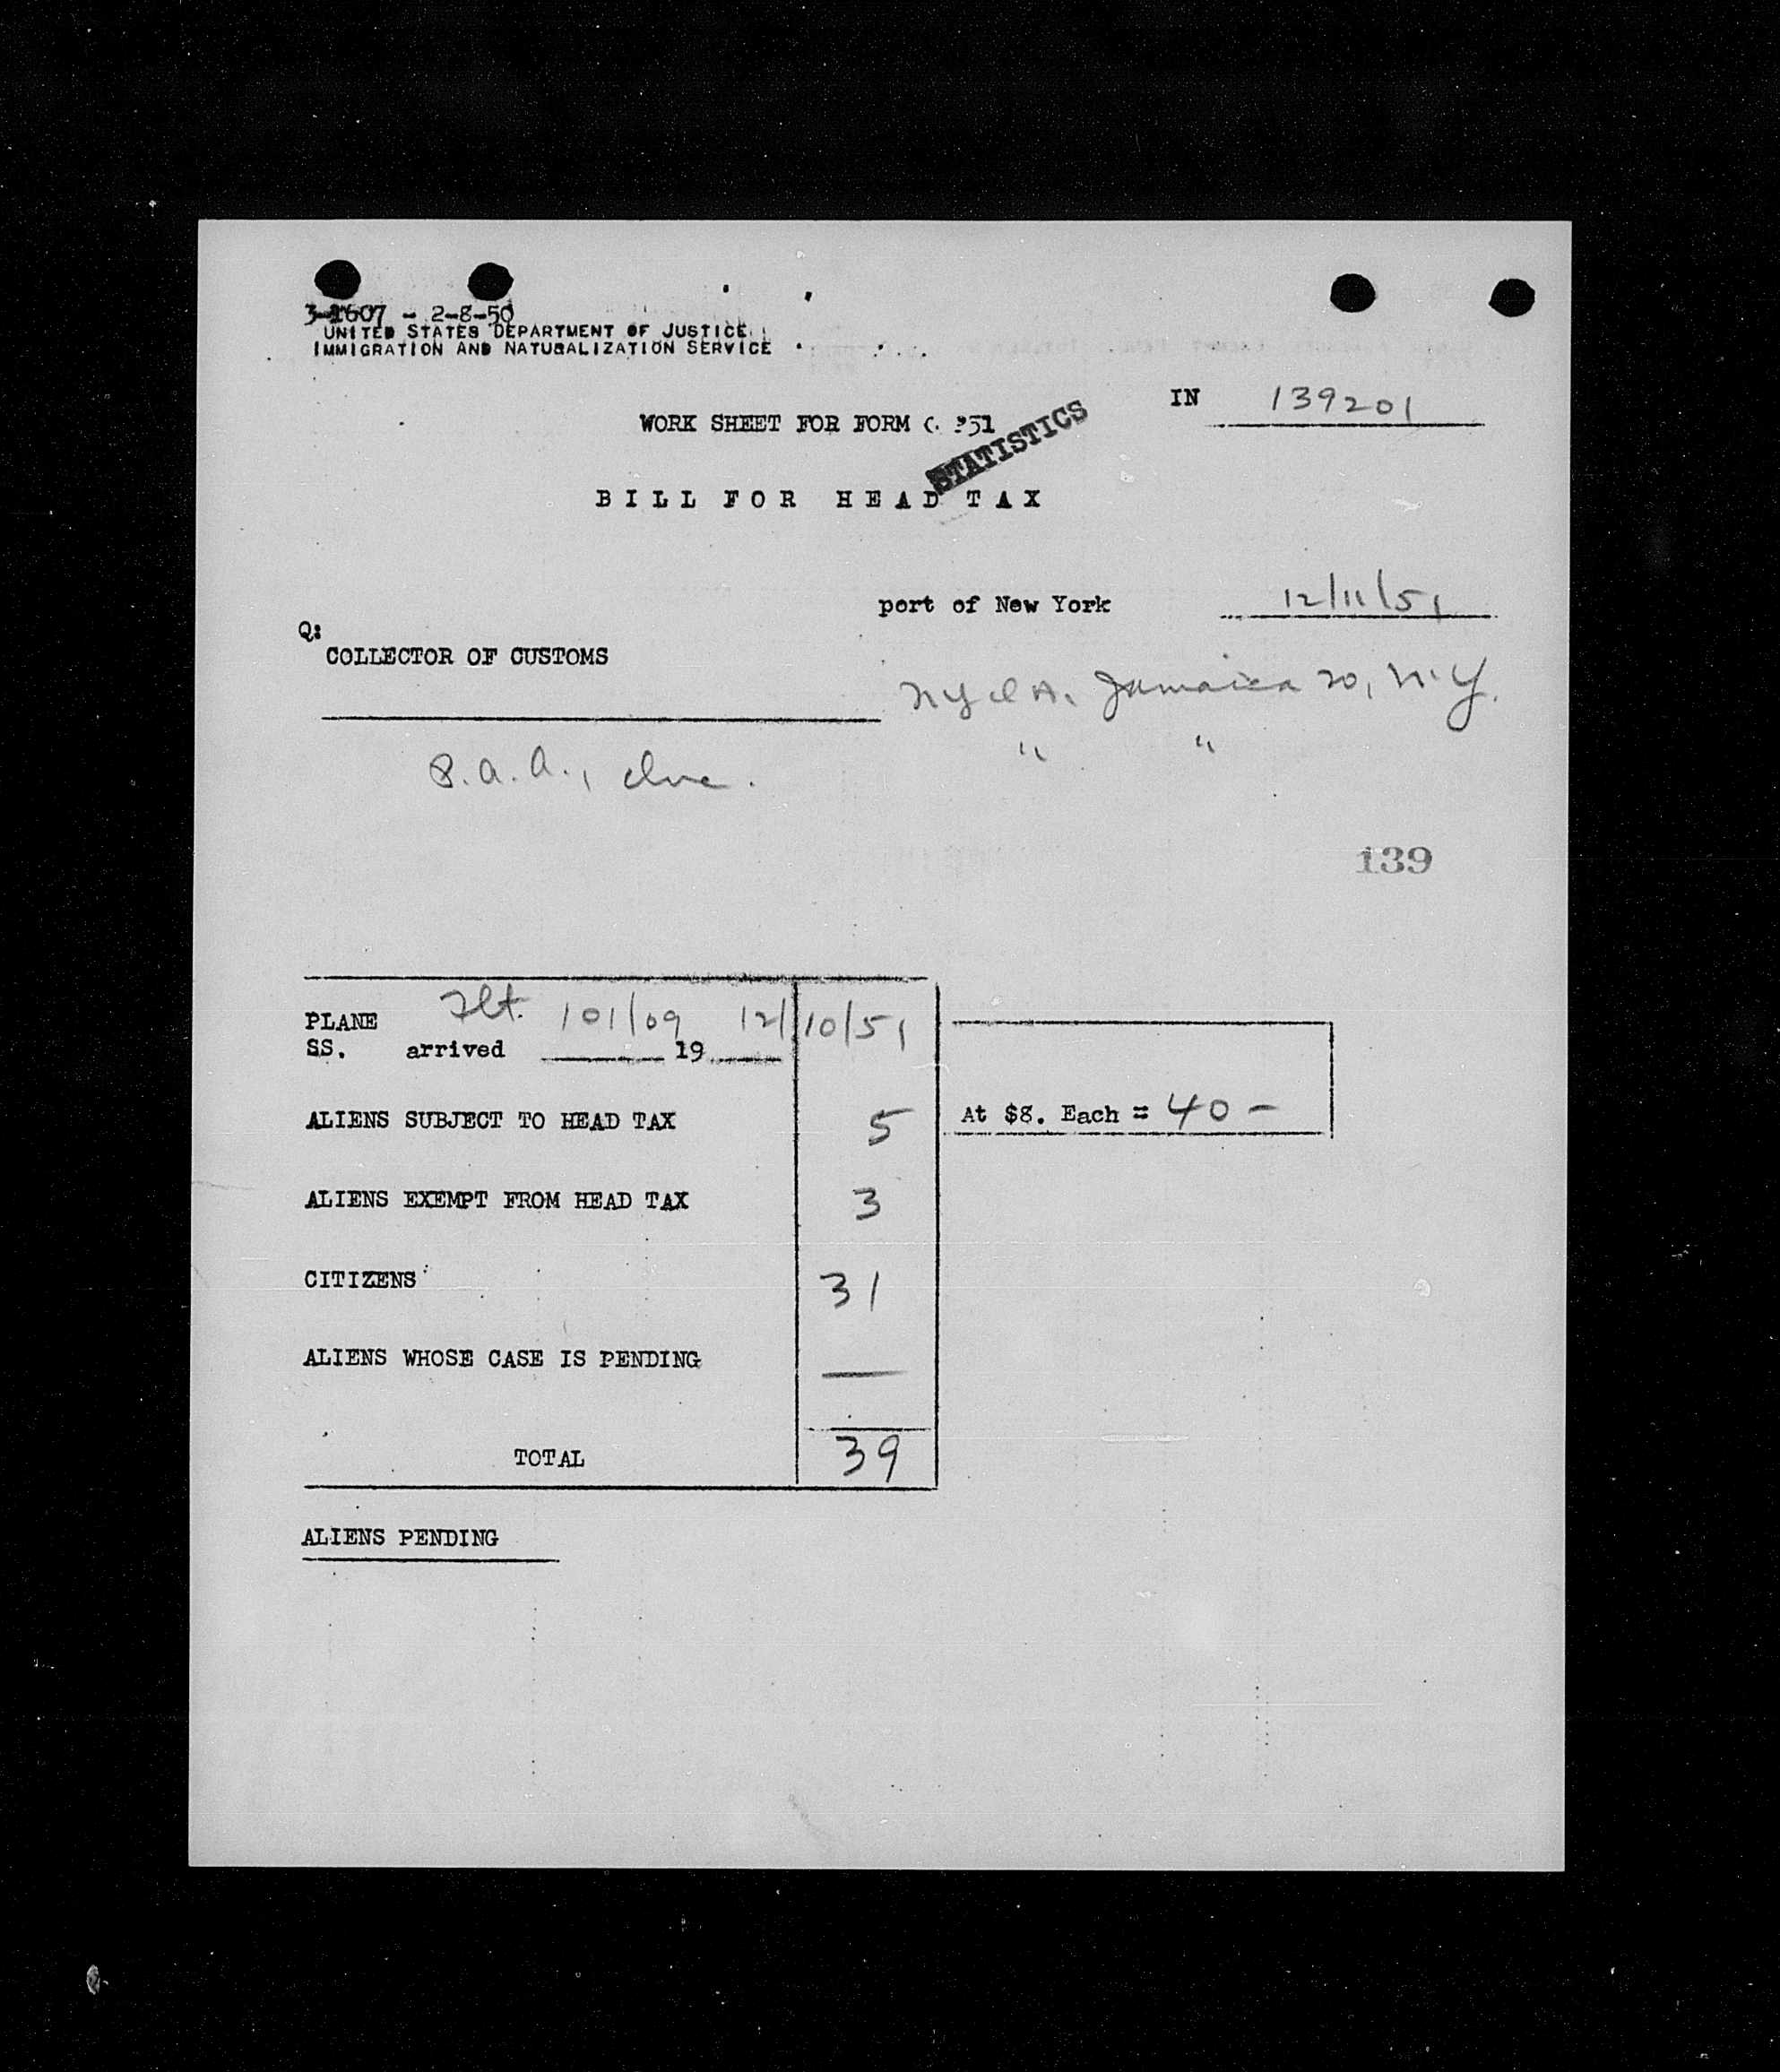 3-1607 - 2-8-50
UNITED STATES DEPARTMENT OF JUSTICE
IMMIGRATION AND NATURALIZATION SERVICE
IN 139201
WORK SHEET FOR FORM
STATISTICS
BILL FOR HEAD TAX
port of New York 12/11/51
Q:
COLLECTOR OF CUSTOMS
Jamaica 20, N.Y.
" "
P.A.A., Inc.
139
PLANE Flt. 101/09 12/10/51
SS. arrived 19
ALIENS SUBJECT TO HEAD TAX 5 At $8. Each = 40 -
ALIENS EXEMPT FROM HEAD TAX 3
CITIZENS 31
ALIENS WHOSE CASE IS PENDING —
TOTAL 39
ALIENS PENDING